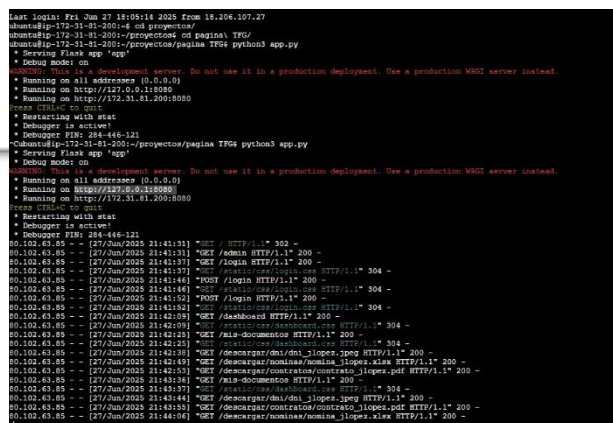 Last login: Fri Jun 27 18:05:14 2025 from 18.206.107.27
ubuntu@ip-172-31-81-200:~$ cd proyectos/
ubuntu@ip-172-31-81-200:~/proyectos$ cd pagina\ TFG/
ubuntu@ip-172-31-81-200:~/proyectos/pagina TFG$ python3 app.py
* Serving Flask app 'app'
* Debug mode: on
WARNING: This is a development server. Do not use it in a production deployment. Use a production WSGI server instead.
* Running on all addresses (0.0.0.0)
* Running on http://127.0.0.1:8080
* Running on http://172.31.81.200:8080
Press CTRL+C to quit
* Restarting with stat
* Debugger is active!
* Debugger PIN: 284-446-121
^Cubuntu@ip-172-31-81-200:~/proyectos/pagina TFG$ python3 app.py
* Serving Flask app 'app'
* Debug mode: on
WARNING: This is a development server. Do not use it in a production deployment. Use a production WSGI server instead.
* Running on all addresses (0.0.0.0)
* Running on http://127.0.0.1:8080
* Running on http://172.31.81.200:8080
Press CTRL+C to quit
* Restarting with stat
* Debugger is active!
* Debugger PIN: 284-446-121
80.102.63.85 - - [27/Jun/2025 21:41:31] "GET / HTTP/1.1" 302 -
80.102.63.85 - - [27/Jun/2025 21:41:31] "GET /admin HTTP/1.1" 200 -
80.102.63.85 - - [27/Jun/2025 21:41:37] "GET /login HTTP/1.1" 200 -
80.102.63.85 - - [27/Jun/2025 21:41:37] "GET /static/css/login.css HTTP/1.1" 304 -
80.102.63.85 - - [27/Jun/2025 21:41:46] "POST /login HTTP/1.1" 200 -
80.102.63.85 - - [27/Jun/2025 21:41:46] "GET /static/css/login.css HTTP/1.1" 304 -
80.102.63.85 - - [27/Jun/2025 21:41:52] "POST /login HTTP/1.1" 200 -
80.102.63.85 - - [27/Jun/2025 21:41:52] "GET /static/css/login.css HTTP/1.1" 304 -
80.102.63.85 - - [27/Jun/2025 21:42:09] "GET /dashboard HTTP/1.1" 200 -
80.102.63.85 - - [27/Jun/2025 21:42:09] "GET /static/css/dashboard.css HTTP/1.1" 304 -
80.102.63.85 - - [27/Jun/2025 21:42:25] "GET /mis-documentos HTTP/1.1" 200 -
80.102.63.85 - - [27/Jun/2025 21:42:25] "GET /static/css/dashboard.css HTTP/1.1" 304 -
80.102.63.85 - - [27/Jun/2025 21:42:38] "GET /descargar/dni/dni_jlopez.jpeg HTTP/1.1" 200 -
80.102.63.85 - - [27/Jun/2025 21:42:49] "GET /descargar/nominas/nomina_jlopez.xlsx HTTP/1.1" 200 -
80.102.63.85 - - [27/Jun/2025 21:42:53] "GET /descargar/contratos/contrato_jlopez.pdf HTTP/1.1" 200 -
80.102.63.85 - - [27/Jun/2025 21:43:36] "GET /mis-documentos HTTP/1.1" 200 -
80.102.63.85 - - [27/Jun/2025 21:43:37] "GET /static/css/dashboard.css HTTP/1.1" 304 -
80.102.63.85 - - [27/Jun/2025 21:43:44] "GET /descargar/dni/dni_jlopez.jpeg HTTP/1.1" 200 -
80.102.63.85 - - [27/Jun/2025 21:43:55] "GET /descargar/contratos/contrato_jlopez.pdf HTTP/1.1" 200 -
80.102.63.85 - - [27/Jun/2025 21:44:06] "GET /descargar/nominas/nomina_jlopez.xlsx HTTP/1.1" 200 -